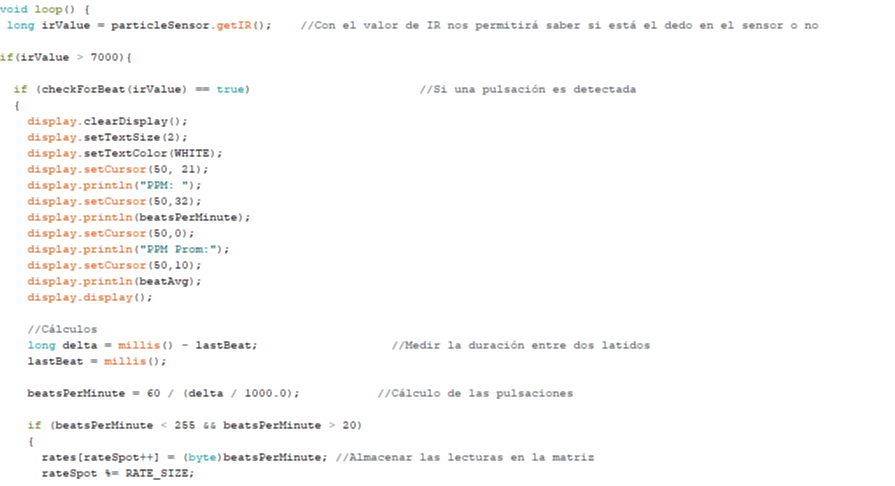 void loop() {
long irValue = particleSensor.getIR();    //Con el valor de IR nos permitirá saber si está el dedo en el sensor o no
if(irValue > 7000){
if (checkForBeat(irValue) == true)    //Si una pulsación es detectada
{
display.clearDisplay();
display.setTextSize(2);
display.setTextColor(WHITE);
display.setCursor(50, 21);
display.println("PPM: ");
display.setCursor(50,32);
display.println(beatsPerMinute);
display.setCursor(50,0);
display.println("PPM Prom:");
display.setCursor(50,10);
display.println(beatAvg);
display.display();
//Cálculos
long delta = millis() - lastBeat;    //Medir la duración entre dos latidos
lastBeat = millis();
beatsPerMinute = 60 / (delta / 1000.0);    //Cálculo de las pulsaciones
if (beatsPerMinute < 255 && beatsPerMinute > 20)
{
rates[rateSpot++] = (byte)beatsPerMinute; //Almacenar las lecturas en la matriz
rateSpot %= RATE_SIZE;